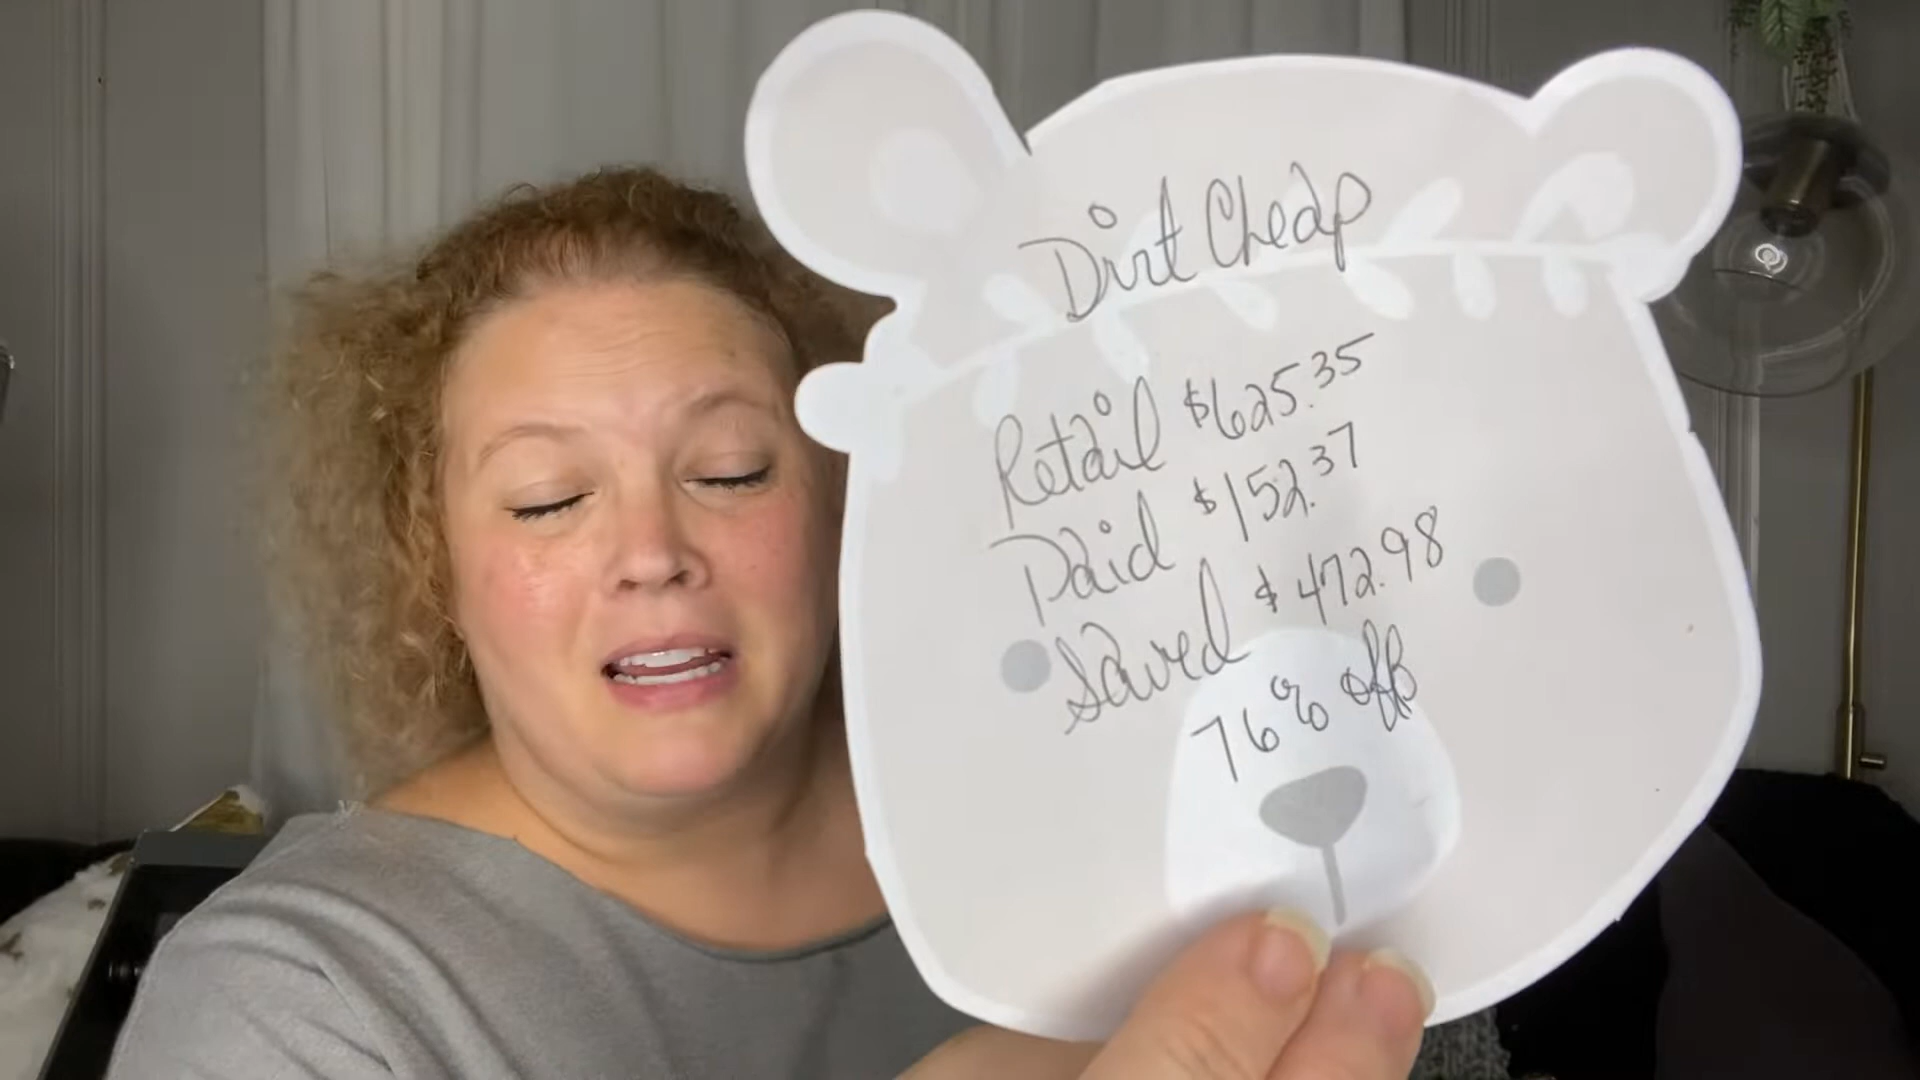 Dirt Cheap
Retail $625.35
Paid $152.37
Saved $472.98
76% off